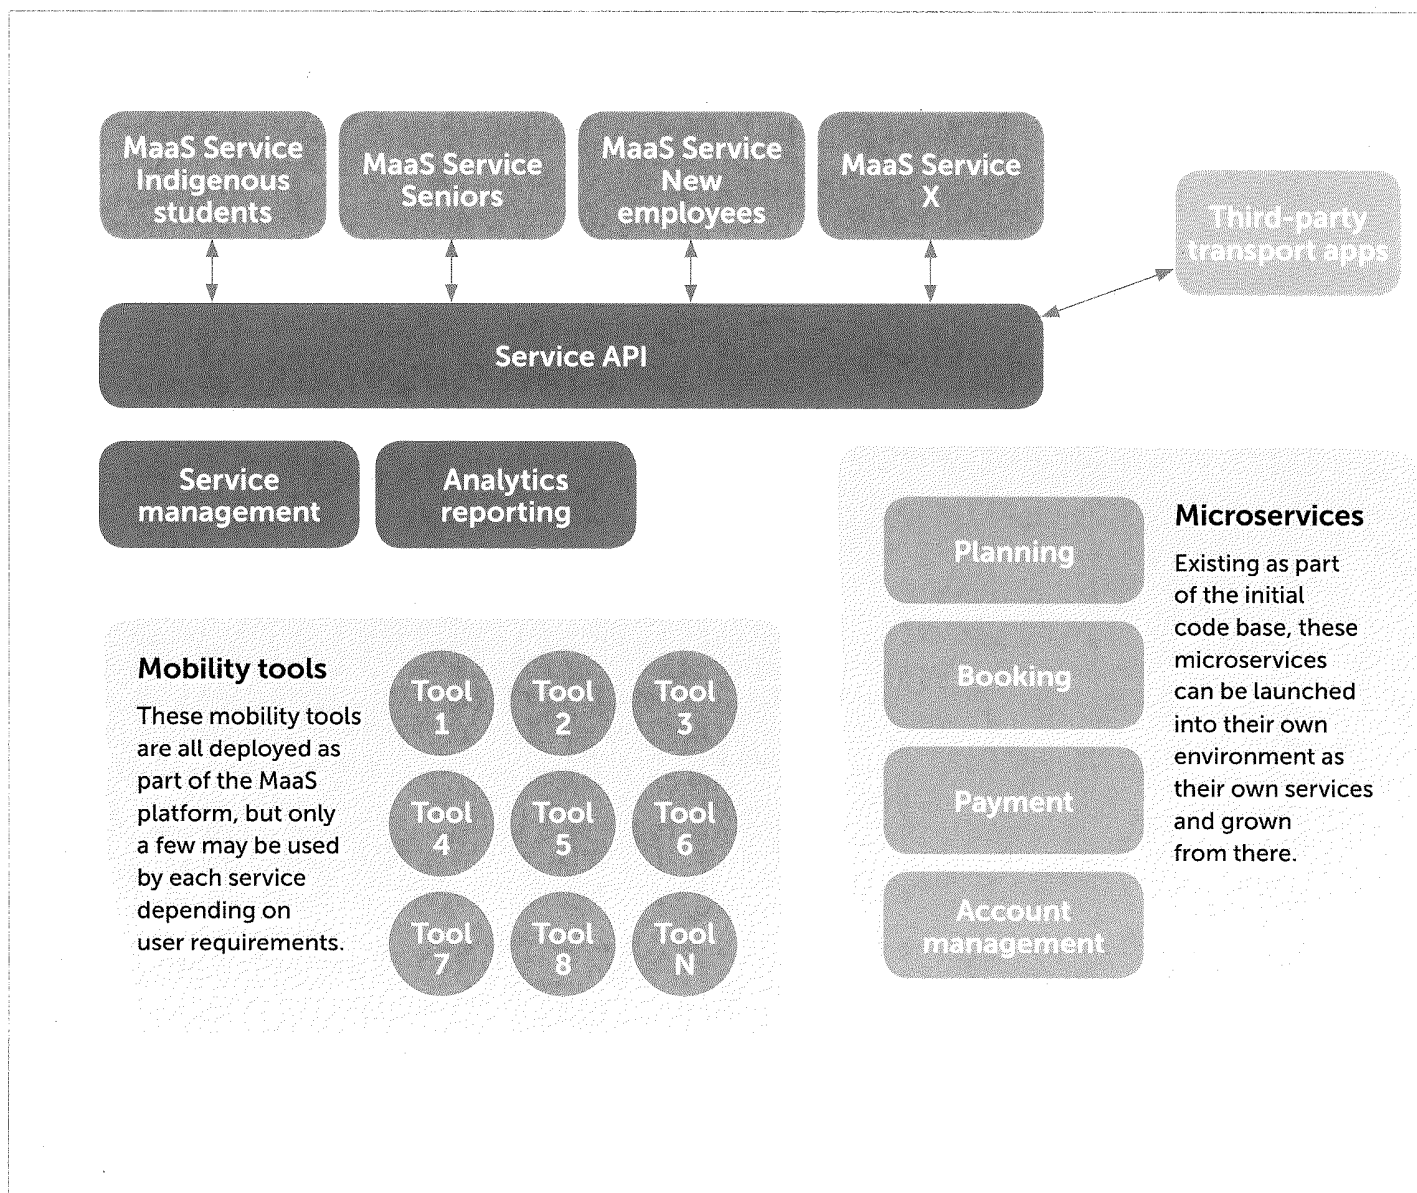 MaaS Service
Indigenous
students
MaaS Service
Seniors
MaaS Service
New
employees
MaaS Service
X
Third-party
transport apps
Service API
Service
management
Analytics
reporting
Mobility tools
These mobility tools
are all deployed as
part of the MaaS
platform, but only
a few may be used
by each service
depending on
user requirements.
Tool
1
Tool
2
Tool
3
Tool
4
Tool
5
Tool
6
Tool
7
Tool
8
Tool
N
Planning
Booking
Payment
Account
management
Microservices
Existing as part
of the initial
code base, these
microservices
can be launched
into their own
environment as
their own services
and grown
from there.